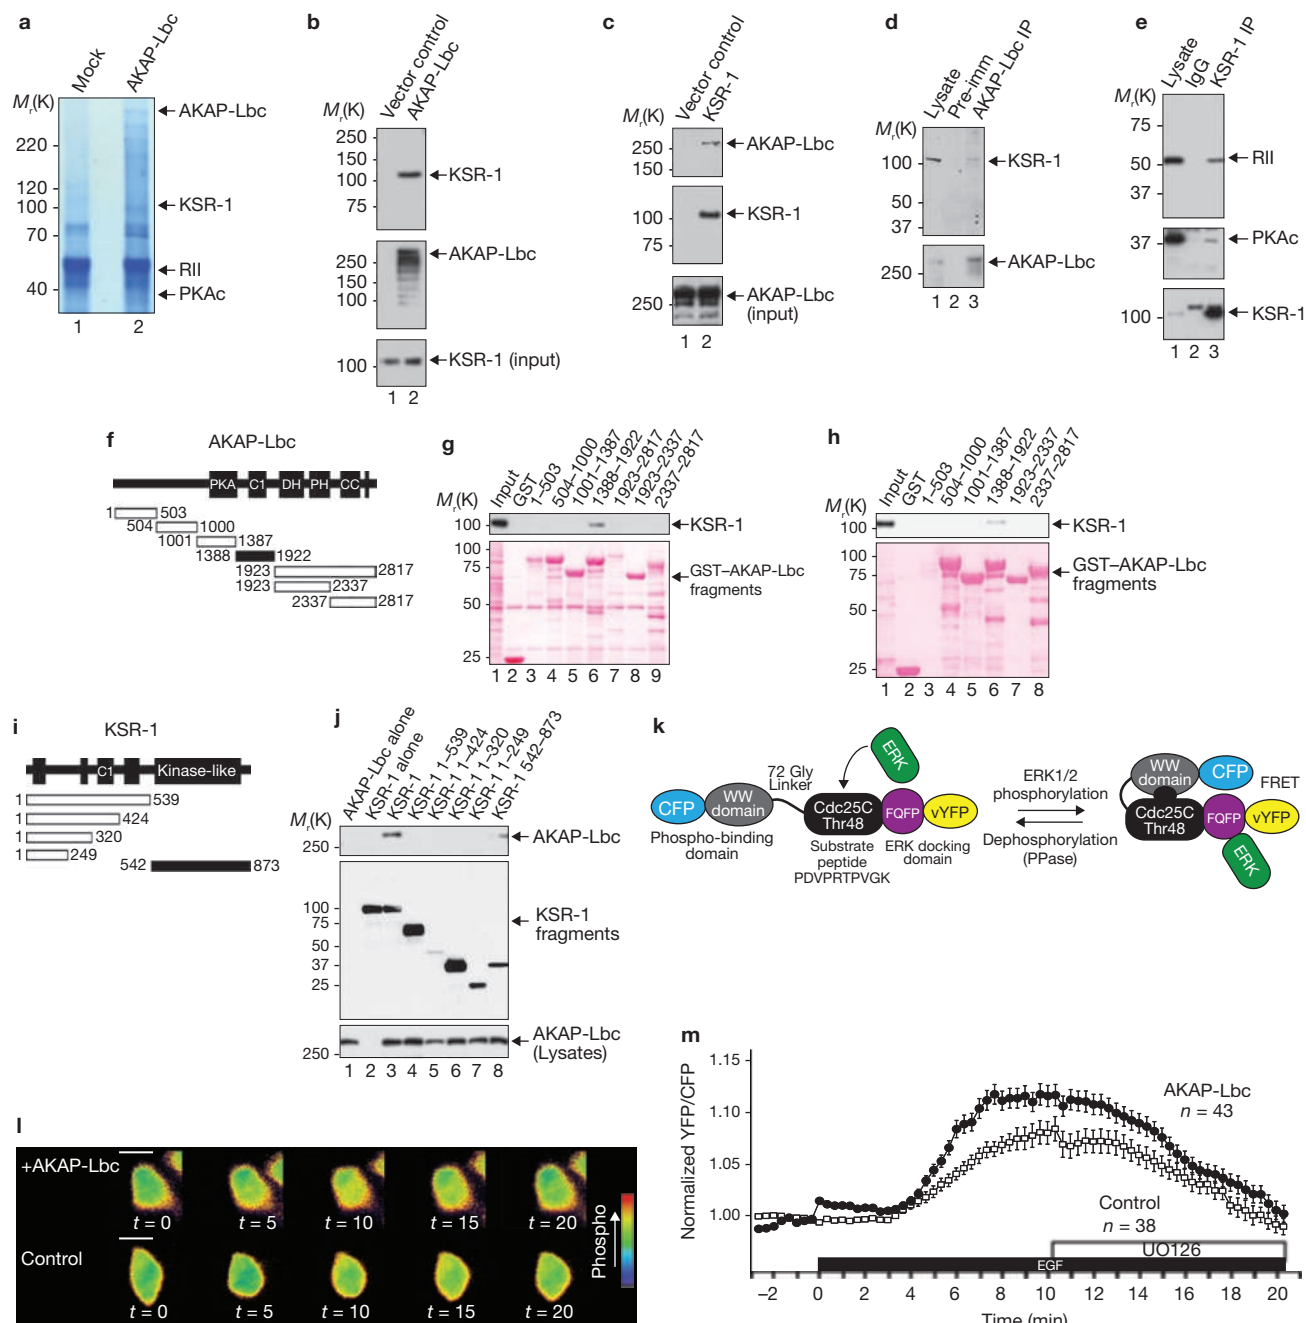 a
Mock
AKAP-Lbc
Mr(K)
220
120
100
70
40
AKAP-Lbc
KSR-1
RII
PKAc
1 2
b
Vector control
AKAP-Lbc
Mr(K)
250
150
100
75
KSR-1
250
150
100
AKAP-Lbc
100
KSR-1 (input)
1 2
c
Vector control
KSR-1
Mr(K)
250
150
AKAP-Lbc
100
75
KSR-1
250
AKAP-Lbc
(input)
1 2
d
Lysate
Pre-imm
AKAP-Lbc IP
Mr(K)
100
50
37
KSR-1
250
AKAP-Lbc
1 2 3
e
Lysate
IgG
KSR-1 IP
Mr(K)
75
50
37
RII
37
PKAc
100
KSR-1
1 2 3
f
AKAP-Lbc
PKA C1 DH PH CC
1 503
504 1000
1001 1387
1388 1922
1923 2817
1923 2337
2337 2817
g
Input
GST
1–503
504–1000
1001–1387
1388–1922
1923–2817
1923–2337
2337–2817
Mr(K)
100
KSR-1
100
75
50
25
GST–AKAP-Lbc
fragments
1 2 3 4 5 6 7 8 9
h
Input
GST
1–503
504–1000
1001–1387
1388–1922
1923–2337
2337–2817
Mr(K)
100
KSR-1
100
75
50
25
GST–AKAP-Lbc
fragments
1 2 3 4 5 6 7 8
i
KSR-1
C1 Kinase-like
1 539
1 424
1 320
1 249
542 873
j
AKAP-Lbc alone
KSR-1 alone
KSR-1
KSR-1 1–539
KSR-1 1–424
KSR-1 1–320
KSR-1 1–249
KSR-1 542–873
Mr(K)
250
AKAP-Lbc
100
75
50
37
25
KSR-1
fragments
250
AKAP-Lbc
(Lysates)
1 2 3 4 5 6 7 8
k
CFP
WW
domain
Phospho-binding
domain
72 Gly
Linker
Cdc25C
Thr48
Substrate
peptide
PDVPRTPVGK
ERK
FQFP
vYFP
ERK docking
domain
ERK1/2
phosphorylation
Dephosphorylation
(PPase)
WW
domain
CFP
FRET
Cdc25C
Thr48
FQFP
vYFP
ERK
l
+AKAP-Lbc
t = 0 t = 5 t = 10 t = 15 t = 20
Control
t = 0 t = 5 t = 10 t = 15 t = 20
Phospho
m
Normalized YFP/CFP
1.15
1.10
1.05
1.00
AKAP-Lbc
n = 43
Control
n = 38
UO126
EGF
–2 0 2 4 6 8 10 12 14 16 18 20
Time (min)